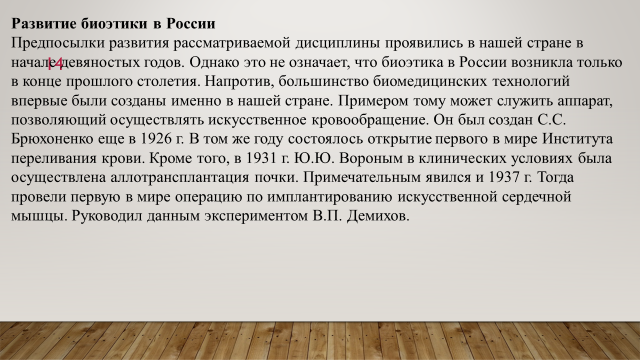 Развитие биоэтики в России
Предпосылки развития рассматриваемой дисциплины проявились в нашей стране в
начале девяностых годов. Однако это не означает, что биоэтика в России возникла только
в конце прошлого столетия. Напротив, большинство биомедицинских технологий
впервые были созданы именно в нашей стране. Примером тому может служить аппарат,
позволяющий осуществлять искусственное кровообращение. Он был создан С.С.
Брюхоненко еще в 1926 г. В том же году состоялось открытие первого в мире Института
переливания крови. Кроме того, в 1931 г. Ю.Ю. Вороным в клинических условиях была
осуществлена аллотрансплантация почки. Примечательным явился и 1937 г. Тогда
провели первую в мире операцию по имплантированию искусственной сердечной
мышцы. Руководил данным экспериментом В.П. Демихов.
14